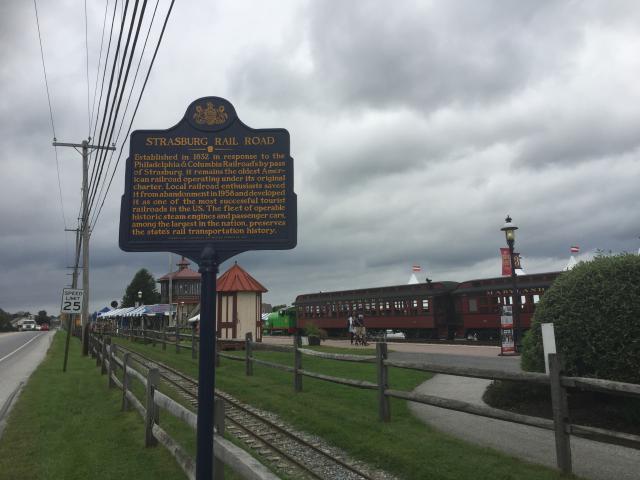 STRASBURG RAIL ROAD
Established in 1832 in response to the
Philadelphia & Columbia Railroad's bypass
of Strasburg, it remains the oldest Amer-
ican railroad operating under its original
charter. Local railroad enthusiasts saved
it from abandonment in 1958 and developed
it as one of the most successful tourist
railroads in the US. The fleet of operable
historic steam engines and passenger cars,
among the largest in the nation, preserves
the state's rail transportation history.
SPEED
LIMIT
25
MARYLAND